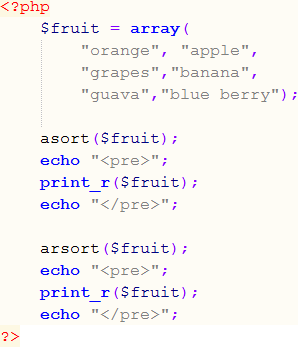 <?php
$fruit = array(
"orange", "apple",
"grapes","banana",
"guava","blue berry");
asort($fruit);
echo "<pre>";
print_r($fruit);
echo "</pre>";
arsort($fruit);
echo "<pre>";
print_r($fruit);
echo "</pre>";
?>